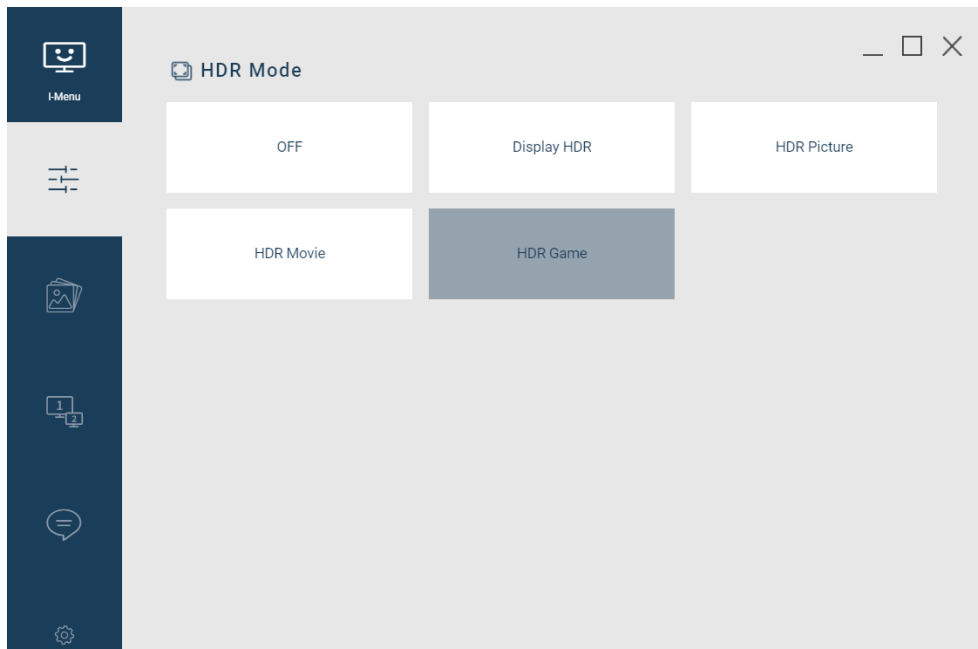 I-Menu
HDR Mode
OFF
Display HDR
HDR Picture
HDR Movie
HDR Game
1
2